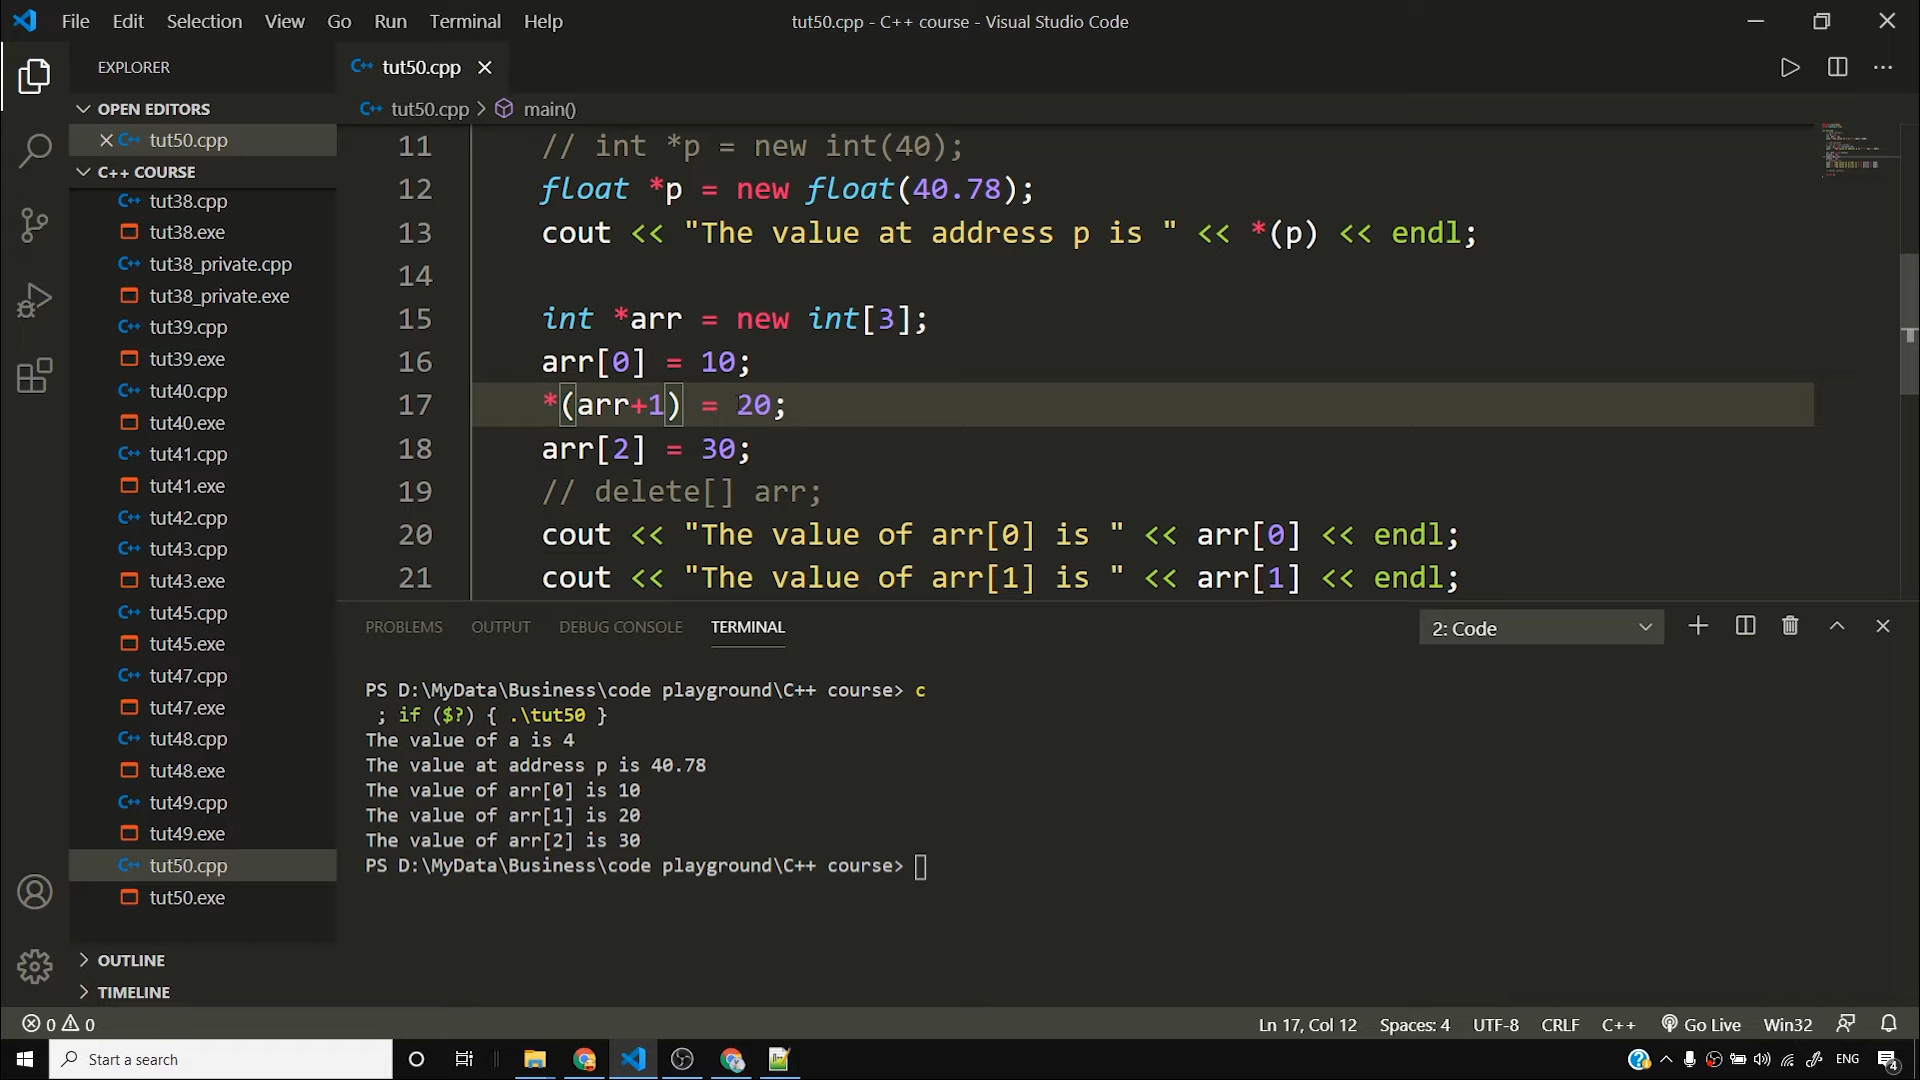 File Edit Selection View Go Run Terminal Help
tut50.cpp - C++ course - Visual Studio Code
EXPLORER
OPEN EDITORS
tut50.cpp
C++ COURSE
tut38.cpp
tut38.exe
tut38_private.cpp
tut38_private.exe
tut39.cpp
tut39.exe
tut40.cpp
tut40.exe
tut41.cpp
tut41.exe
tut42.cpp
tut43.cpp
tut43.exe
tut45.cpp
tut45.exe
tut47.cpp
tut47.exe
tut48.cpp
tut48.exe
tut49.cpp
tut49.exe
tut50.cpp
tut50.exe
OUTLINE
TIMELINE
tut50.cpp
tut50.cpp > main()
11 // int *p = new int(40);
12 float *p = new float(40.78);
13 cout << "The value at address p is " << *(p) << endl;
14
15 int *arr = new int[3];
16 arr[0] = 10;
17 *(arr+1) = 20;
18 arr[2] = 30;
19 // delete[] arr;
20 cout << "The value of arr[0] is " << arr[0] << endl;
21 cout << "The value of arr[1] is " << arr[1] << endl;
PROBLEMS OUTPUT DEBUG CONSOLE TERMINAL
2: Code
PS D:\MyData\Business\code playground\C++ course> c
; if ($?) { .\tut50 }
The value of a is 4
The value at address p is 40.78
The value of arr[0] is 10
The value of arr[1] is 20
The value of arr[2] is 30
PS D:\MyData\Business\code playground\C++ course>
0 0
Ln 17, Col 12 Spaces: 4 UTF-8 CRLF C++ Go Live Win32
Start a search
ENG
4